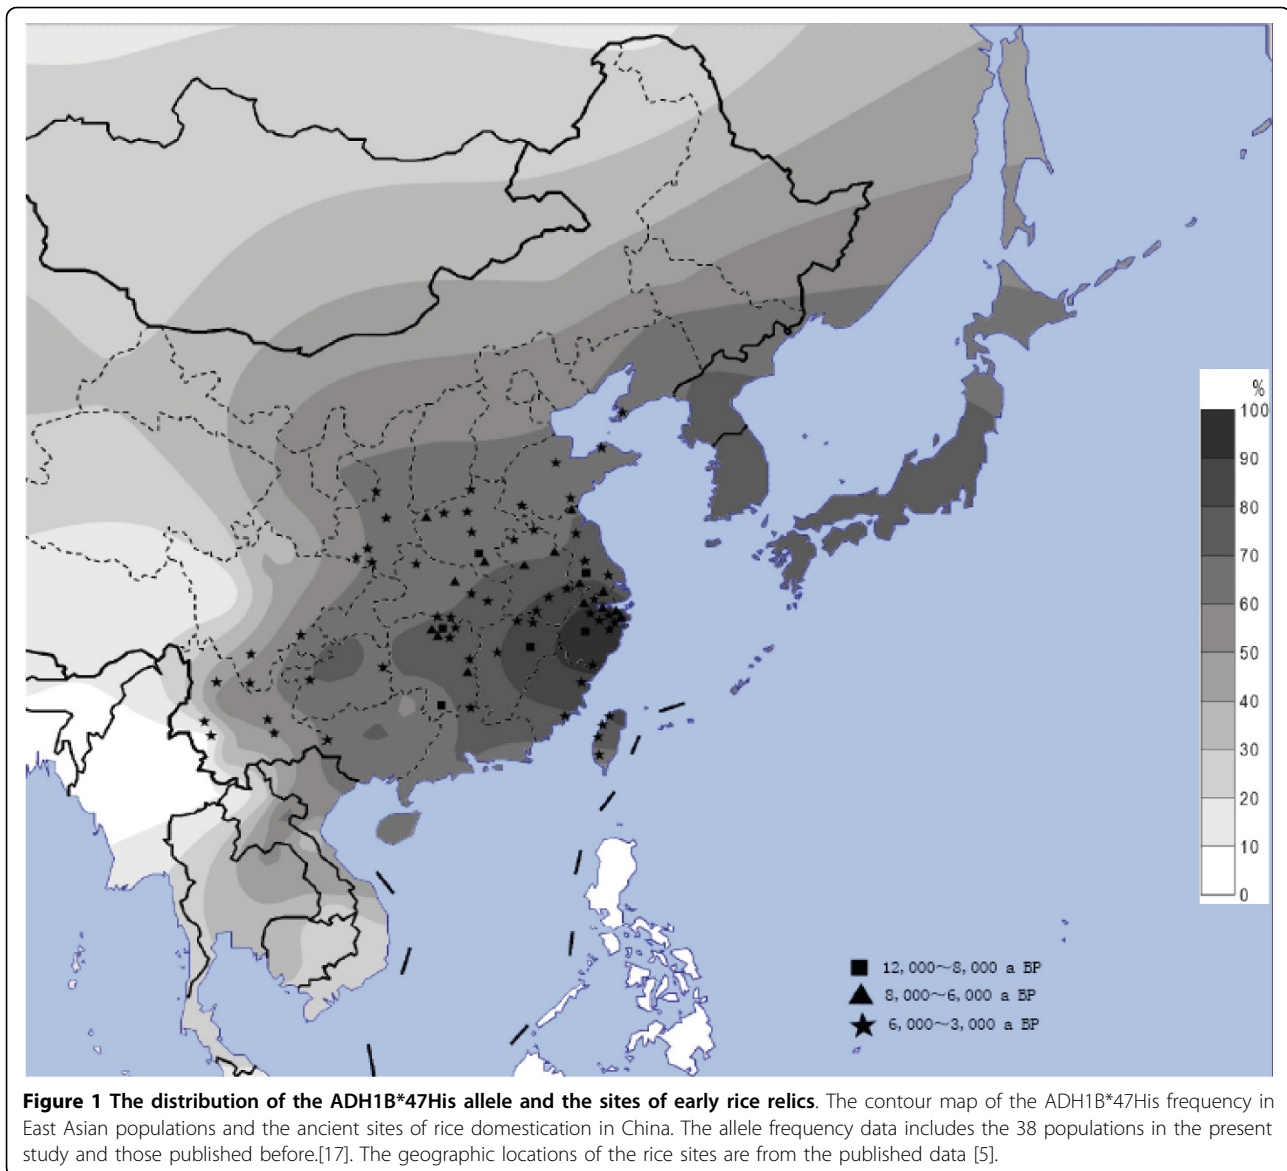 %
100
90
80
70
60
50
40
30
20
10
0
12,000~8,000 a BP
8,000~6,000 a BP
6,000~3,000 a BP
Figure 1 The distribution of the ADH1B*47His allele and the sites of early rice relics. The contour map of the ADH1B*47His frequency in
East Asian populations and the ancient sites of rice domestication in China. The allele frequency data includes the 38 populations in the present
study and those published before.[17]. The geographic locations of the rice sites are from the published data [5].